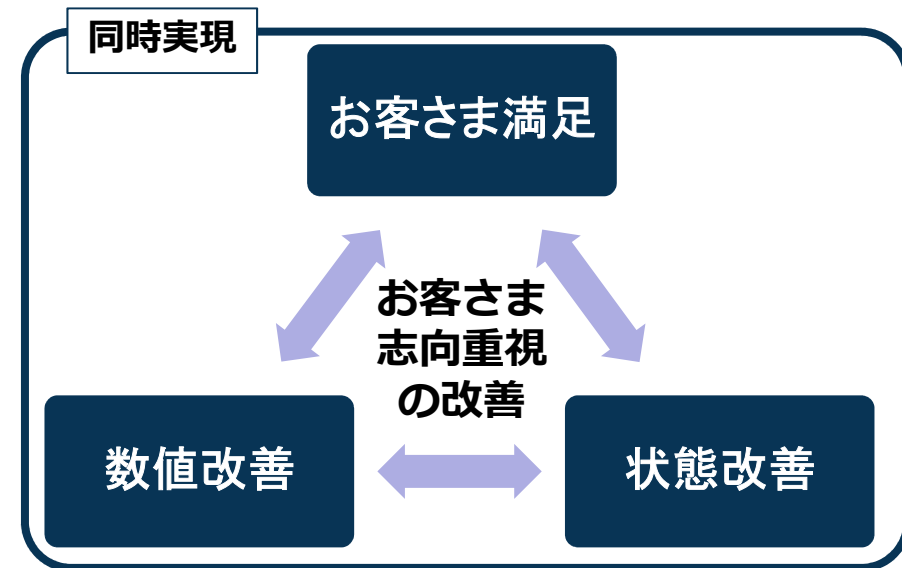 同時実現
お客さま満足
お客さま
志向重視
の改善
数値改善
状態改善